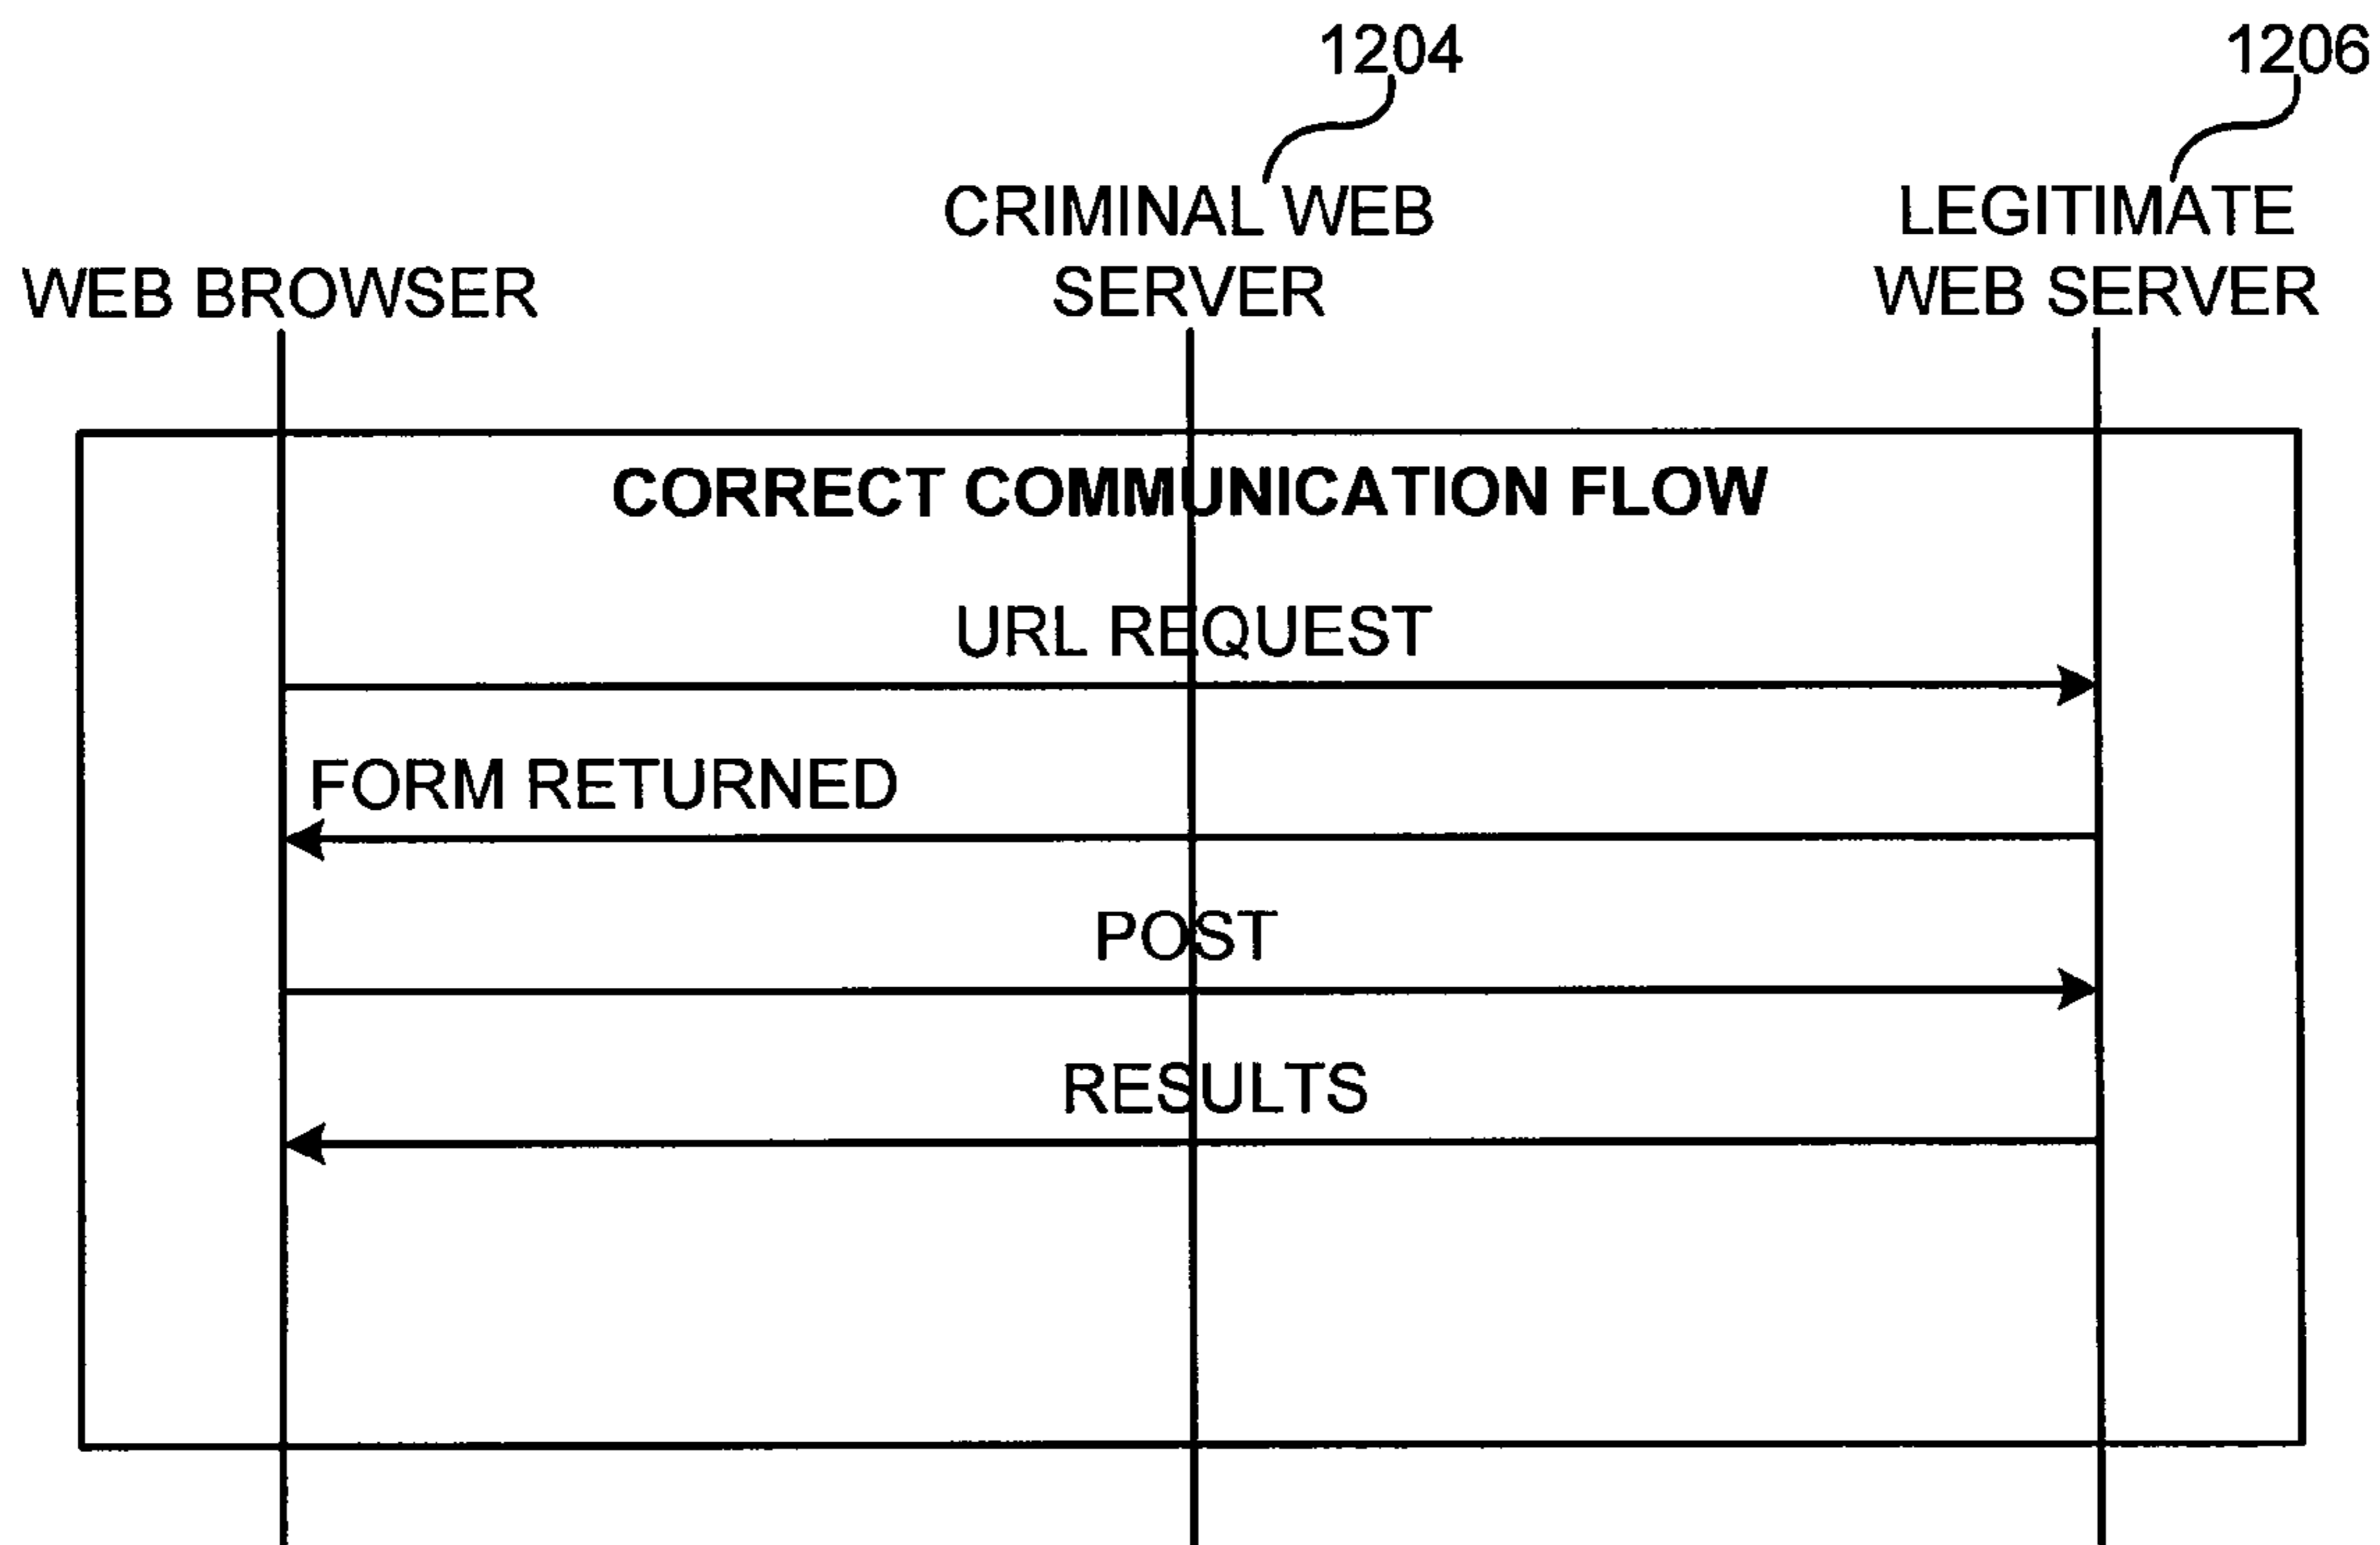 1204
1206
CRIMINAL WEB
LEGITIMATE
WEB BROWSER
SERVER
WEB SERVER
CORRECT COMMUNICATION FLOW
URL REQUEST
FORM RETURNED
POST
RESULTS